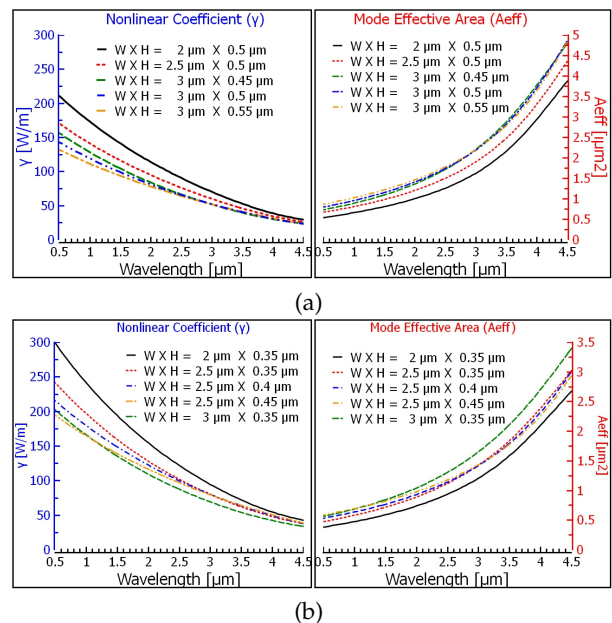 Nonlinear Coefficient (γ)
W X H = 2 µm X 0.5 µm
W X H = 2.5 µm X 0.5 µm
W X H = 3 µm X 0.45 µm
W X H = 3 µm X 0.5 µm
W X H = 3 µm X 0.55 µm
γ [W/m]
300
250
200
150
100
50
0
0.5 1 1.5 2 2.5 3 3.5 4 4.5
Wavelength [µm]
Mode Effective Area (Aeff)
W X H = 2 µm X 0.5 µm
W X H = 2.5 µm X 0.5 µm
W X H = 3 µm X 0.45 µm
W X H = 3 µm X 0.5 µm
W X H = 3 µm X 0.55 µm
5
4.5
4
3.5
3
2.5
2
1.5
1
0.5
0
Aeff [ιµm2]
0.5 1 1.5 2 2.5 3 3.5 4 4.5
Wavelength [µm]
(a)
Nonlinear Coefficient (γ)
W X H = 2 µm X 0.35 µm
W X H = 2.5 µm X 0.35 µm
W X H = 2.5 µm X 0.4 µm
W X H = 2.5 µm X 0.45 µm
W X H = 3 µm X 0.35 µm
γ [W/m]
300
250
200
150
100
50
0
0.5 1 1.5 2 2.5 3 3.5 4 4.5
Wavelength [µm]
Mode Effective Area (Aeff)
W X H = 2 µm X 0.35 µm
W X H = 2.5 µm X 0.35 µm
W X H = 2.5 µm X 0.4 µm
W X H = 2.5 µm X 0.45 µm
W X H = 3 µm X 0.35 µm
3.5
3
2.5
2
1.5
1
0.5
0
Aeff [µm2]
0.5 1 1.5 2 2.5 3 3.5 4 4.5
Wavelength [µm]
(b)